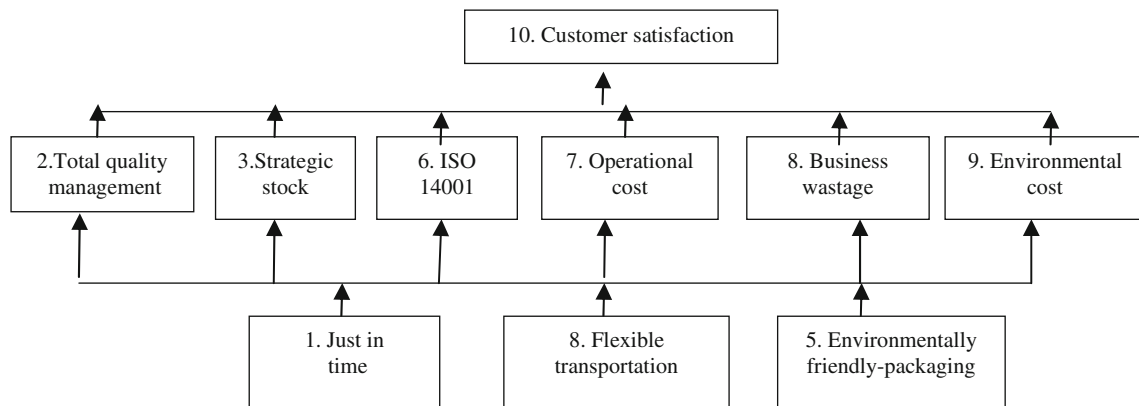 10. Customer satisfaction
2.Total quality
management
3.Strategic
stock
6. ISO
14001
7. Operational
cost
8. Business
wastage
9. Environmental
cost
1. Just in
time
8. Flexible
transportation
5. Environmentally
friendly-packaging